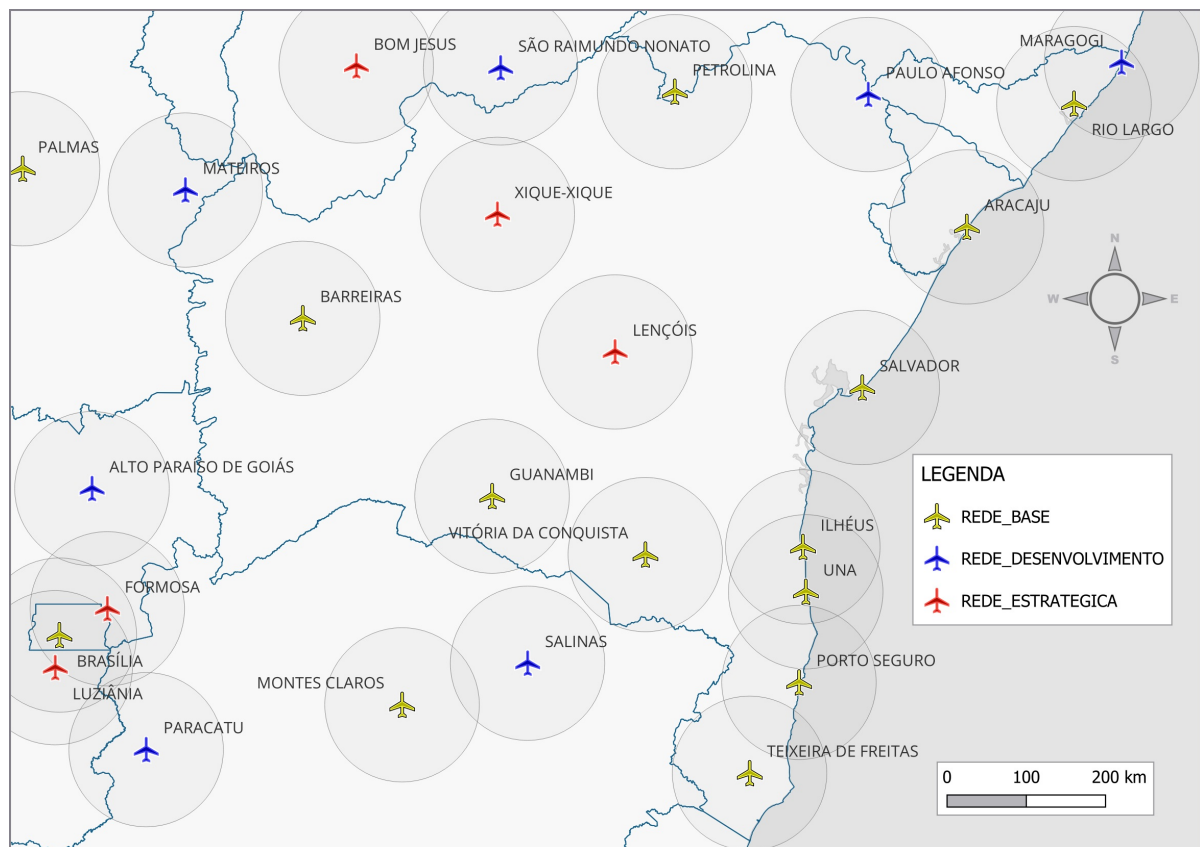 MARAGOGI
BOM JESUS
SÃO RAIMUNDO NONATO
PETROLINA
PAULO AFONSO
RIO LARGO
PALMAS
MATEIROS
XIQUE-XIQUE
ARACAJU
N
W E
S
BARREIRAS
LENÇÓIS
SALVADOR
ALTO PARAÍSO DE GOIÁS
GUANAMBI
VITÓRIA DA CONQUISTA
ILHÉUS
UNA
FORMOSA
BRASÍLIA
LUZIÂNIA
SALINAS
PORTO SEGURO
MONTES CLAROS
PARACATU
TEIXEIRA DE FREITAS
LEGENDA
REDE_BASE
REDE_DESENVOLVIMENTO
REDE_ESTRATEGICA
0 100 200 km